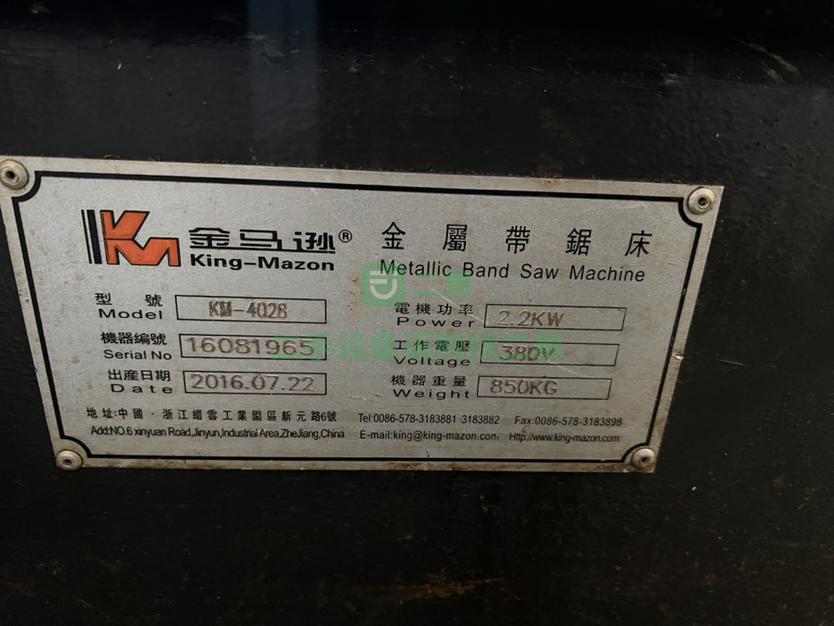 KM 金马逊® 金屬帶鋸床
King-Mazon Metallic Band Saw Machine
型號 Model KM-4028 電機功率 Power 2.2KW
機器編號 Serial No 16081965 工作電壓 Voltage 380V
出産日期 Date 2016.07.22 機器重量 Weight 850KG
地址:中國·浙江縉雲工業園區新元路6號 Tel:0086-578-3183881 3183882 Fax:0086-578-3183898
Add:NO.6 xinyuan Road,Jinyun,Industrial Area,ZheJiang,China E-mail:king@king-mazon.com Http://www.king-mazon.com